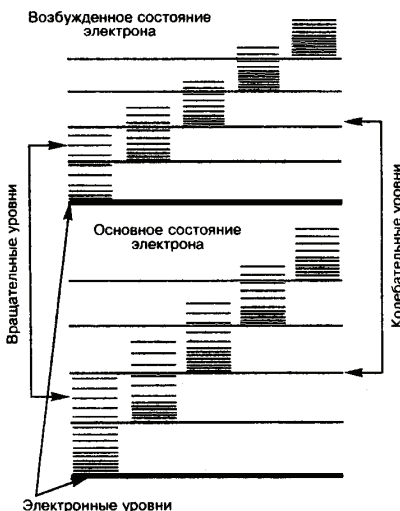 Возбужденное состояние
электрона
Вращательные уровни
Колебательные уровни
Основное состояние
электрона
Электронные уровни